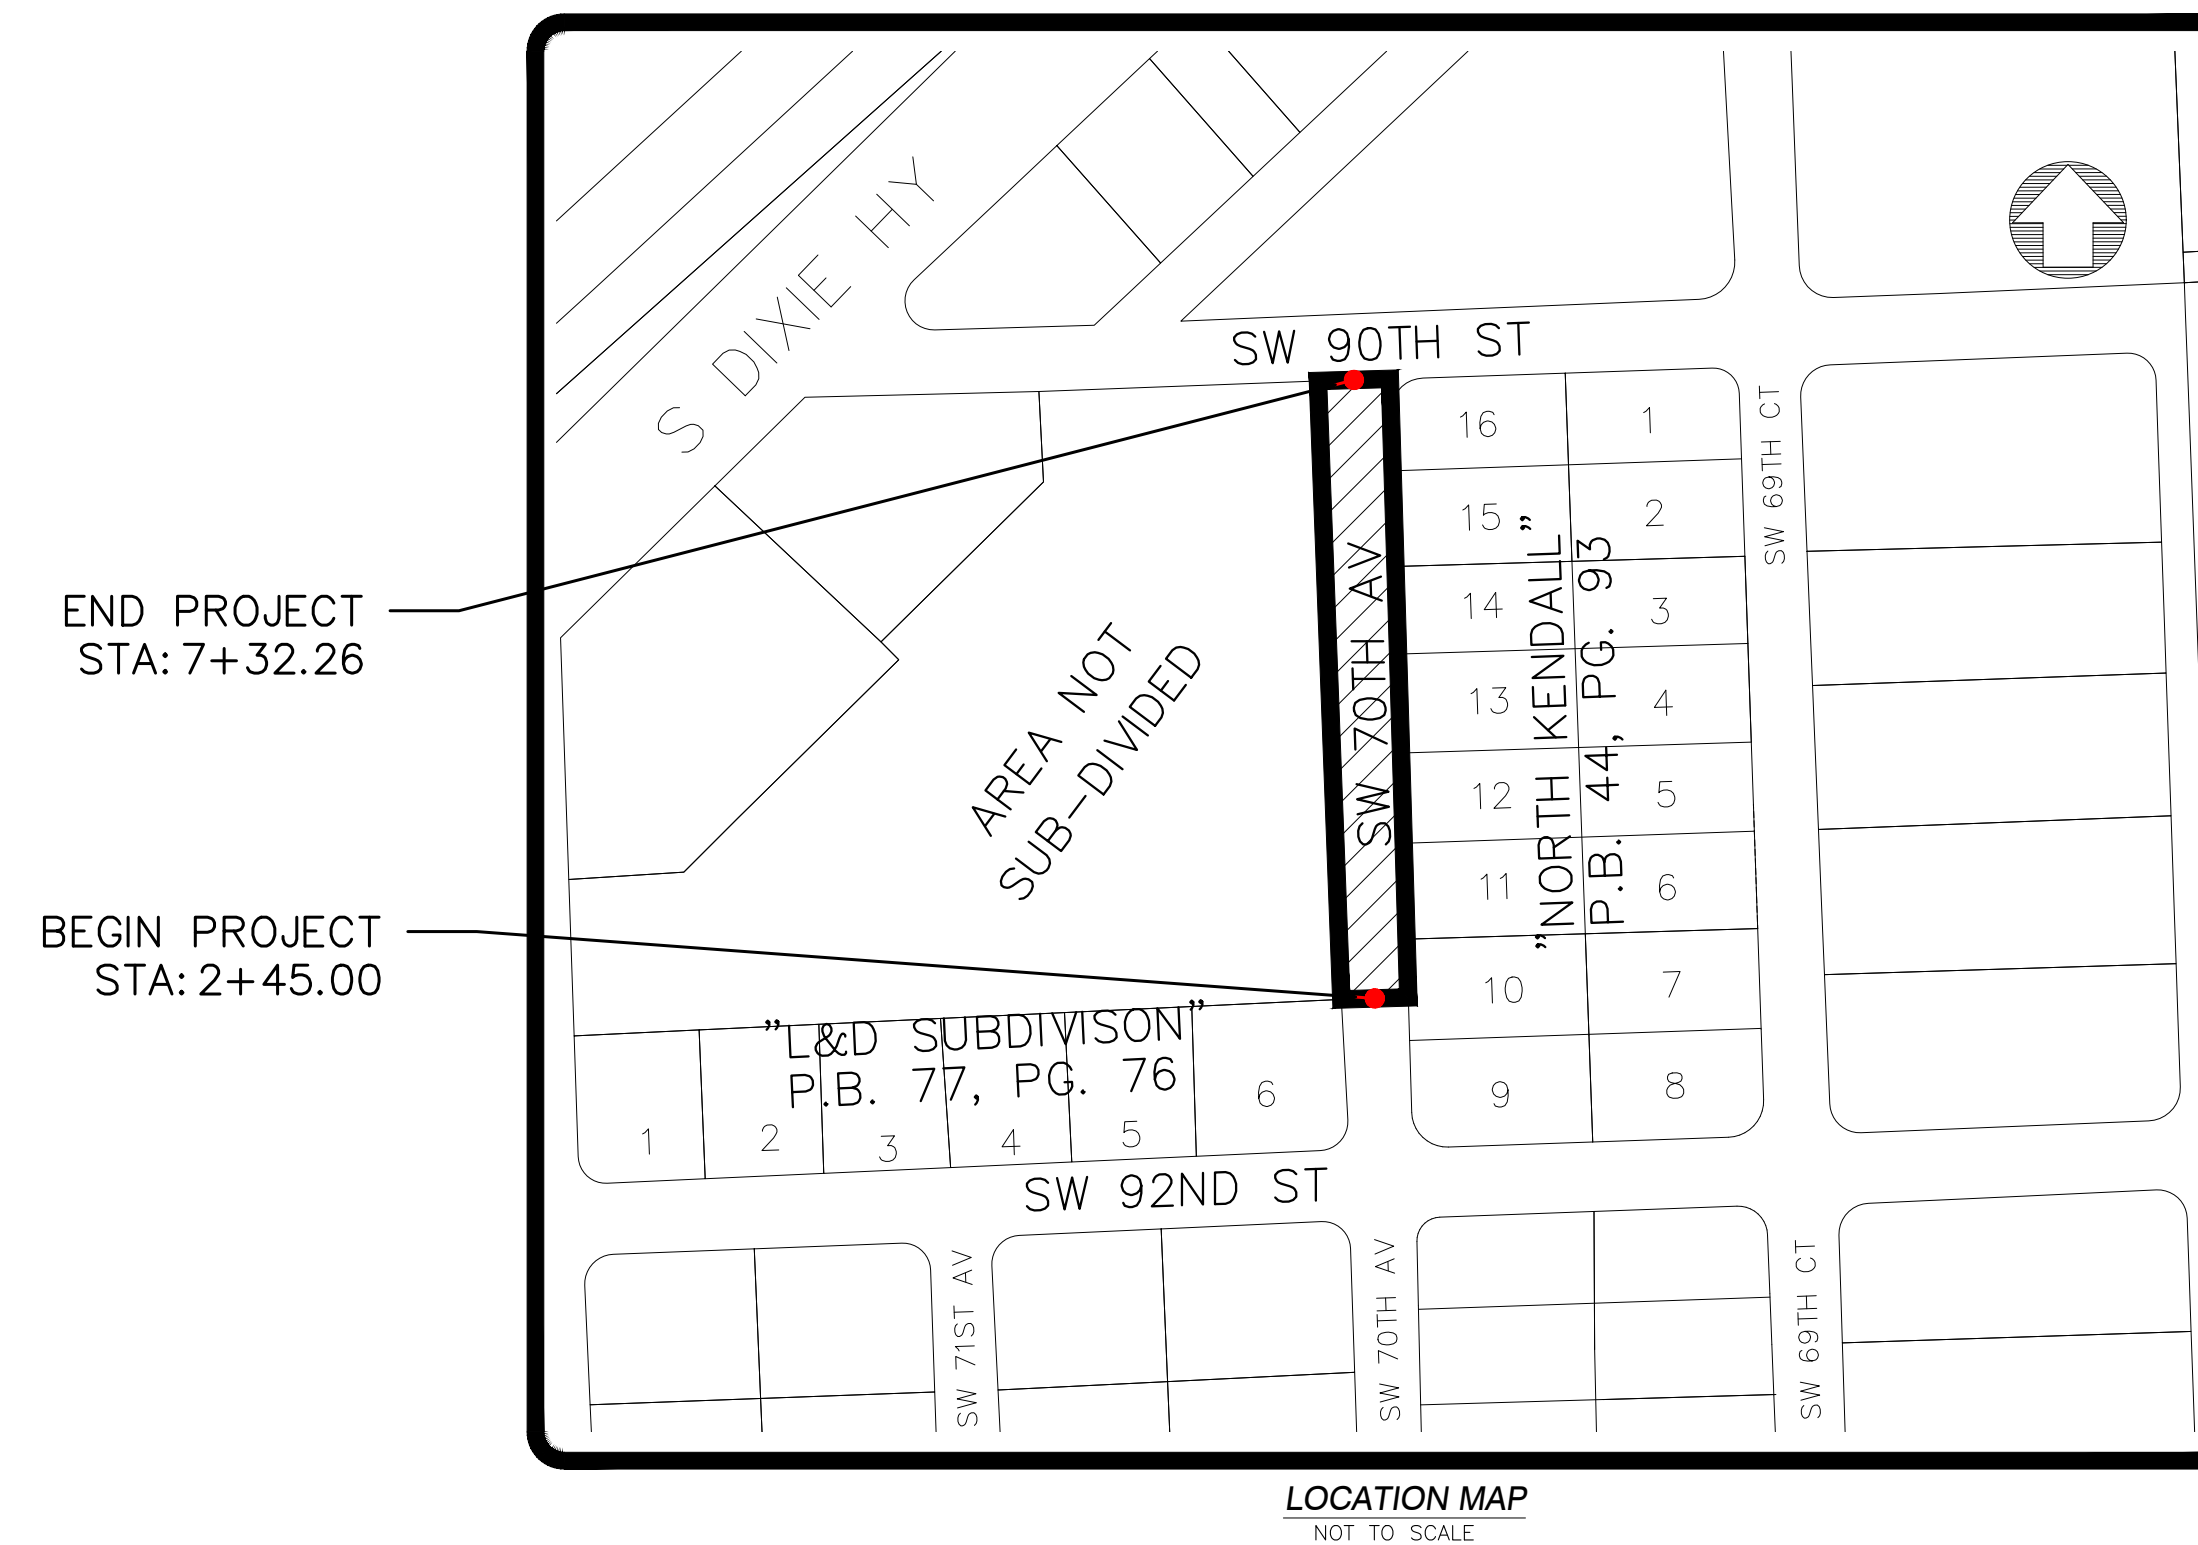 S DIXIE HY
SW 90TH ST
END PROJECT
STA: 7+32.26
BEGIN PROJECT
STA: 2+45.00
AREA NOT
SUB-DIVIDED
SW 70TH AV
16
1
15
2
14
3
13
4
12
5
11
6
10
7
9
8
"NORTH KENDALL"
P.B. 44, PG. 93
SW 69TH CT
"L&D SUBDIVISON"
P.B. 77, PG. 76
1
2
3
4
5
6
SW 92ND ST
SW 71ST AV
SW 70TH AV
SW 69TH CT
LOCATION MAP
NOT TO SCALE